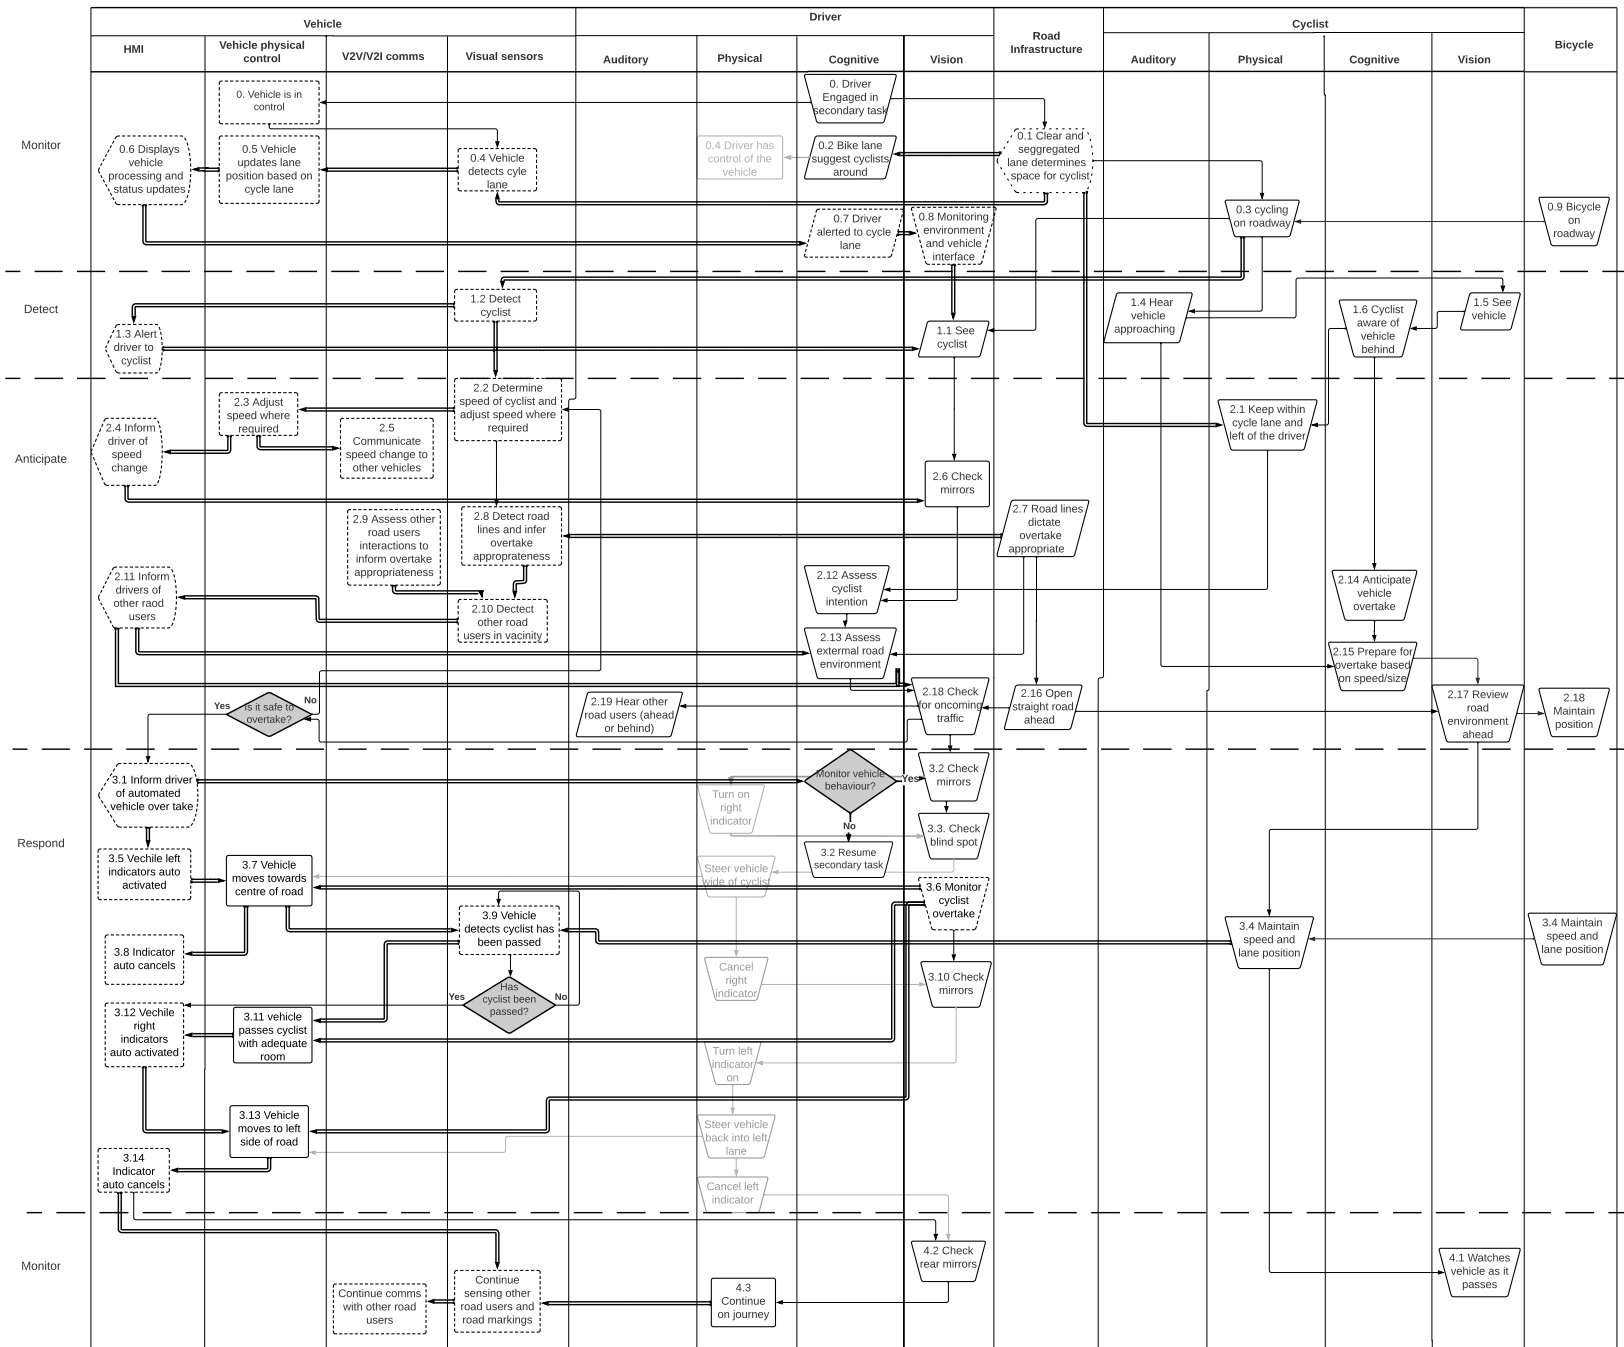 Vehicle
Driver
Cyclist
HMI
Vehicle physical
control
V2V/V2I comms
Visual sensors
Auditory
Physical
Cognitive
Vision
Road
Infrastructure
Auditory
Physical
Cognitive
Vision
Bicycle
Monitor
0. Vehicle is in
control
0. Driver
Engaged in
secondary task
0.6 Displays
vehicle
processing and
status updates
0.5 Vehicle
updates lane
position based on
cycle lane
0.4 Vehicle
detects cyle
lane
0.4 Driver has
control of the
vehicle
0.2 Bike lane
suggest cyclists
around
0.1 Clear and
seggregated
lane determines
space for cyclist
0.7 Driver
alerted to cycle
lane
0.8 Monitoring
environment
and vehicle
interface
0.3 cycling
on roadway
0.9 Bicycle
on
roadway
Detect
1.2 Detect
cyclist
1.3 Alert
driver to
cyclist
1.1 See
cyclist
1.4 Hear
vehicle
approaching
1.6 Cyclist
aware of
vehicle
behind
1.5 See
vehicle
Anticipate
2.2 Determine
speed of cyclist and
adjust speed where
required
2.3 Adjust
speed where
required
2.4 Inform
driver of
speed
change
2.5
Communicate
speed change to
other vehicles
2.1 Keep within
cycle lane and
left of the driver
2.6 Check
mirrors
2.9 Assess other
road users
interactions to
inform overtake
appropriateness
2.8 Detect road
lines and infer
overtake
approprateness
2.7 Road lines
dictate
overtake
appropriate
2.11 Inform
drivers of
other raod
users
2.10 Dectect
other road
users in vacinity
2.12 Assess
cyclist
intention
2.13 Assess
external road
environment
2.14 Anticipate
vehicle
overtake
2.15 Prepare for
overtake based
on speed/size
Yes
Is it safe to
overtake?
No
2.19 Hear other
road users (ahead
or behind)
2.18 Check
for oncoming
traffic
2.16 Open
straight road
ahead
2.17 Review
road
environment
ahead
2.18
Maintain
position
Respond
3.1 Inform driver
of automated
vehicle over take
Turn on
right
indicator
Monitor vehicle
behaviour?
Yes
No
3.2 Check
mirrors
3.3. Check
blind spot
3.2 Resume
secondary task
3.5 Vechile left
indicators auto
activated
3.7 Vehicle
moves towards
centre of road
Steer vehicle
wide of cyclist
3.6 Monitor
cyclist
overtake
3.9 Vehicle
detects cyclist has
been passed
3.8 Indicator
auto cancels
3.4 Maintain
speed and
lane position
3.4 Maintain
speed and
lane position
Cancel
right
indicator
3.10 Check
mirrors
Yes
Has
cyclist been
passed?
No
3.12 Vechile
right
indicators
auto activated
3.11 vehicle
passes cyclist
with adequate
room
Turn left
indicator
on
3.13 Vehicle
moves to left
side of road
Steer vehicle
back into left
lane
3.14
Indicator
auto cancels
Cancel left
indicator
Monitor
4.2 Check
rear mirrors
4.1 Watches
vehicle as it
passes
Continue comms
with other road
users
Continue
sensing other
road users and
road markings
4.3
Continue
on journey